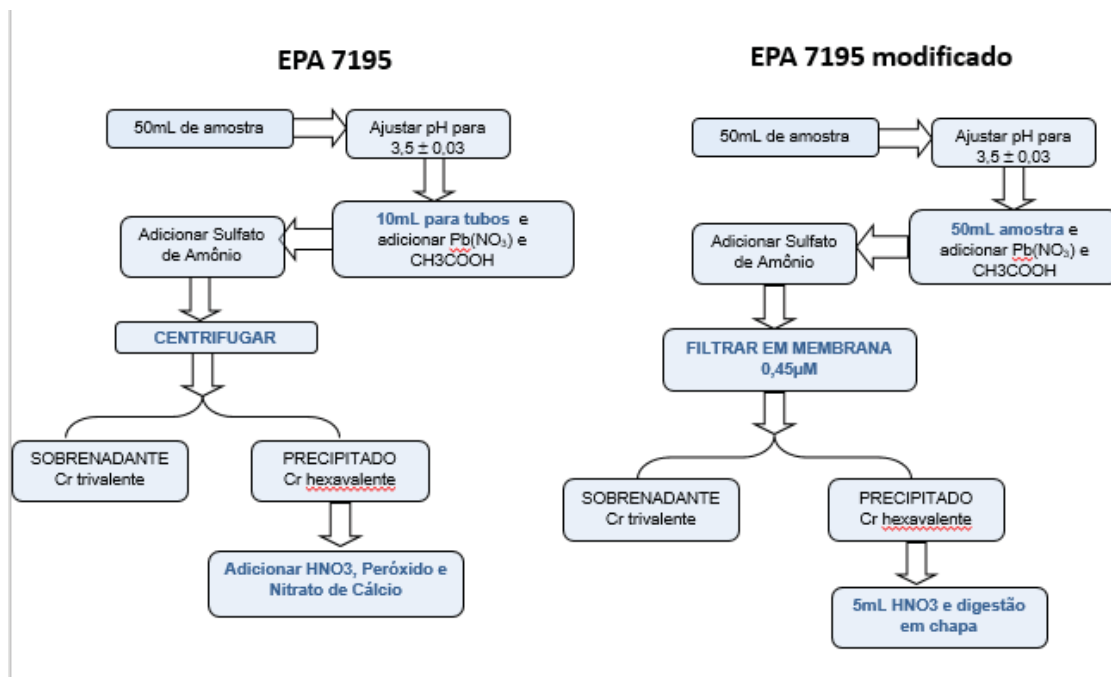 EPA 7195
50mL de amostra
Ajustar pH para
3,5 ± 0,03
10mL para tubos e
adicionar Pb(NO₃) e
CH3COOH
Adicionar Sulfato
de Amônio
CENTRIFUGAR
SOBRENADANTE
Cr trivalente
PRECIPITADO
Cr hexavalente
Adicionar HNO3, Peróxido e
Nitrato de Cálcio
EPA 7195 modificado
50mL de amostra
Ajustar pH para
3,5 ± 0,03
50mL amostra e
adicionar Pb(NO₃) e
CH3COOH
Adicionar Sulfato
de Amônio
FILTRAR EM MEMBRANA
0,45µM
SOBRENADANTE
Cr trivalente
PRECIPITADO
Cr hexavalente
5mL HNO3 e digestão
em chapa